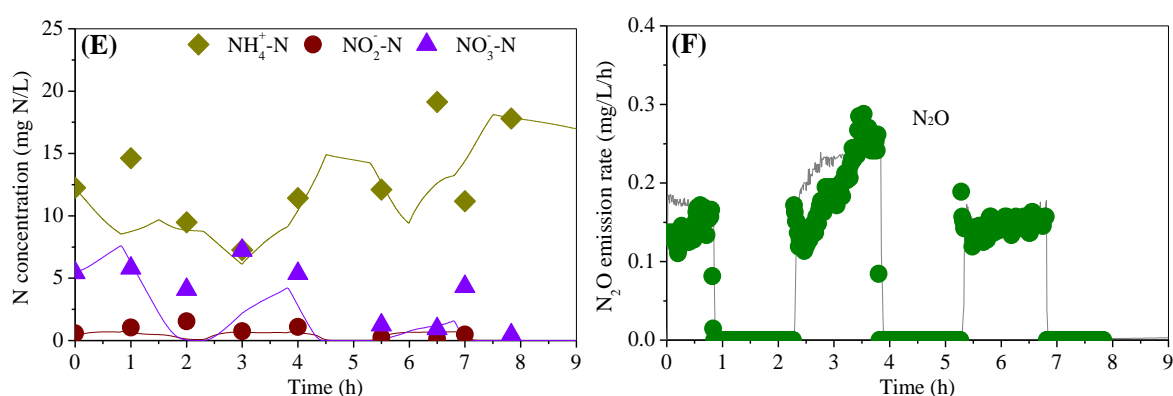 (E)
NH₄⁺-N NO₂⁻-N NO₃⁻-N
N concentration (mg N/L)
25
20
15
10
5
0
0 1 2 3 4 5 6 7 8 9
Time (h)
(F)
N₂O
N₂O emission rate (mg/L/h)
0.4
0.3
0.2
0.1
0.0
0 1 2 3 4 5 6 7 8 9
Time (h)